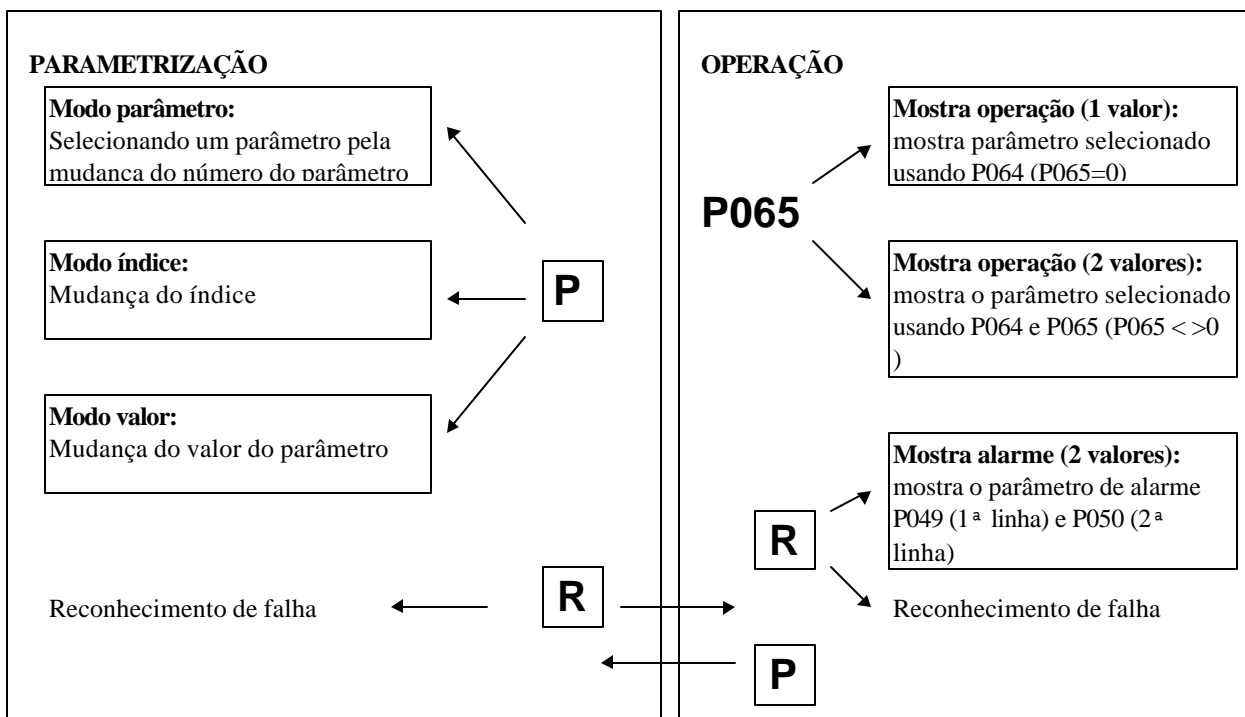 PARAMETRIZAÇÃO
Modo parâmetro:
Selecionando um parâmetro pela
mudança do número do parâmetro
Modo índice:
Mudança do índice
P
Modo valor:
Mudança do valor do parâmetro
Reconhecimento de falha
R
OPERAÇÃO
Mostra operação (1 valor):
mostra parâmetro selecionado
usando P064 (P065=0)
P065
Mostra operação (2 valores):
mostra o parâmetro selecionado
usando P064 e P065 (P065 < >0
)
Mostra alarme (2 valores):
mostra o parâmetro de alarme
P049 (1ª linha) e P050 (2ª
linha)
R
Reconhecimento de falha
P